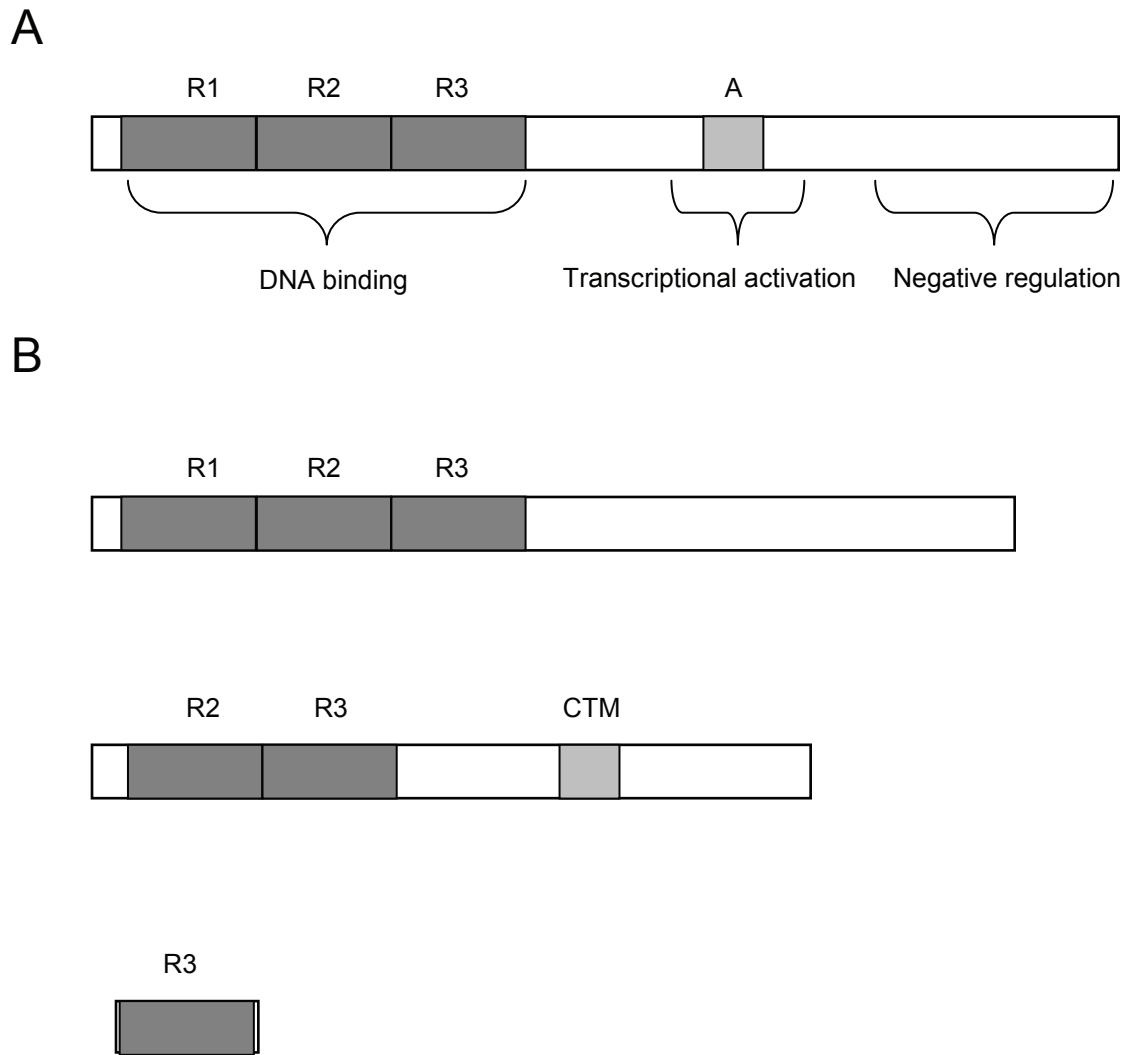 A
R1 R2 R3 A
DNA binding Transcriptional activation Negative regulation
B
R1 R2 R3
R2 R3 CTM
R3